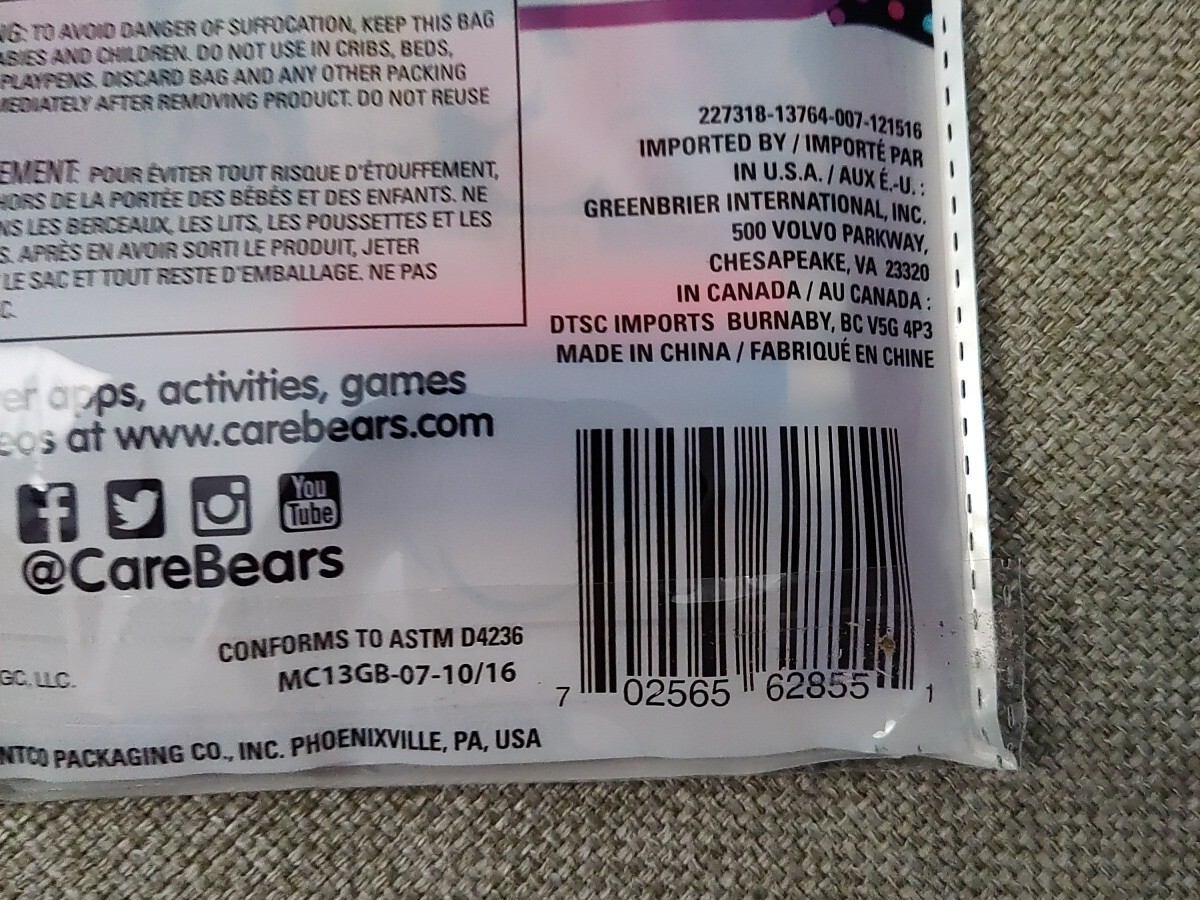 TO AVOID DANGER OF SUFFOCATION, KEEP THIS BAG
AND CHILDREN. DO NOT USE IN CRIBS, BEDS,
PLAYPENS. DISCARD BAG AND ANY OTHER PACKING
AFTER REMOVING PRODUCT. DO NOT REUSE
POUR ÉVITER TOUT RISQUE D'ÉTOUFFEMENT,
DE LA PORTÉE DES BÉBÉS ET DES ENFANTS. NE
LES BERCEAUX, LES LITS, LES POUSSETTES ET LES
APRÈS EN AVOIR SORTI LE PRODUIT, JETER
LE SAC ET TOUT RESTE D'EMBALLAGE. NE PAS
227318-13764-007-121516
IMPORTED BY / IMPORTÉ PAR
IN U.S.A. / AUX É.-U. :
GREENBRIER INTERNATIONAL, INC.
500 VOLVO PARKWAY,
CHESAPEAKE, VA 23320
IN CANADA / AU CANADA :
DTSC IMPORTS BURNABY, BC V5G 4P3
MADE IN CHINA / FABRIQUÉ EN CHINE
apps, activities, games
at www.carebears.com
You
Tube
@CareBears
CONFORMS TO ASTM D4236
MC13GB-07-10/16
LLC.
PACKAGING CO., INC. PHOENIXVILLE, PA, USA
7 02565 62855 1